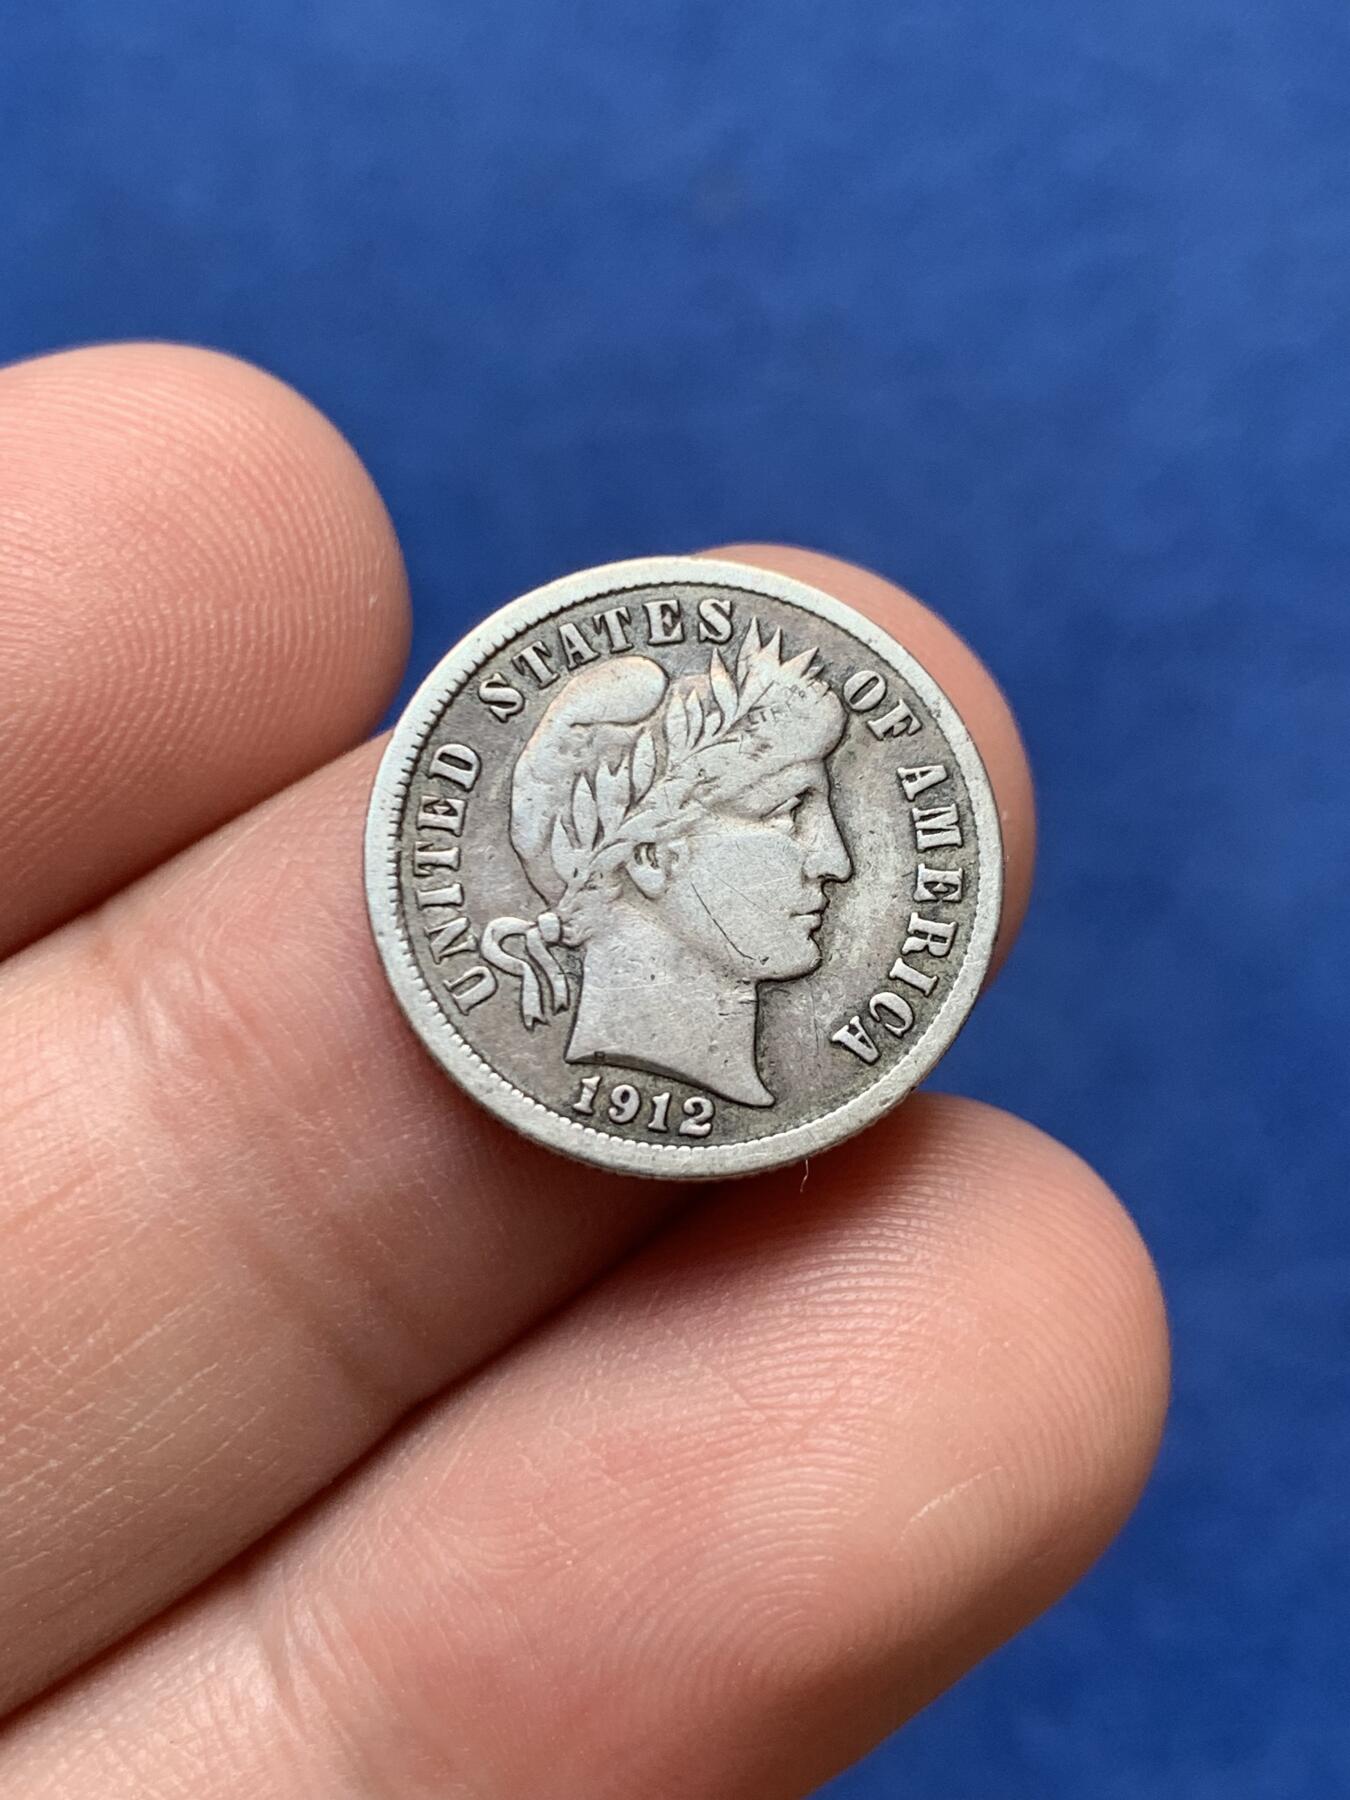 UNITED STATES OF AMERICA
1912